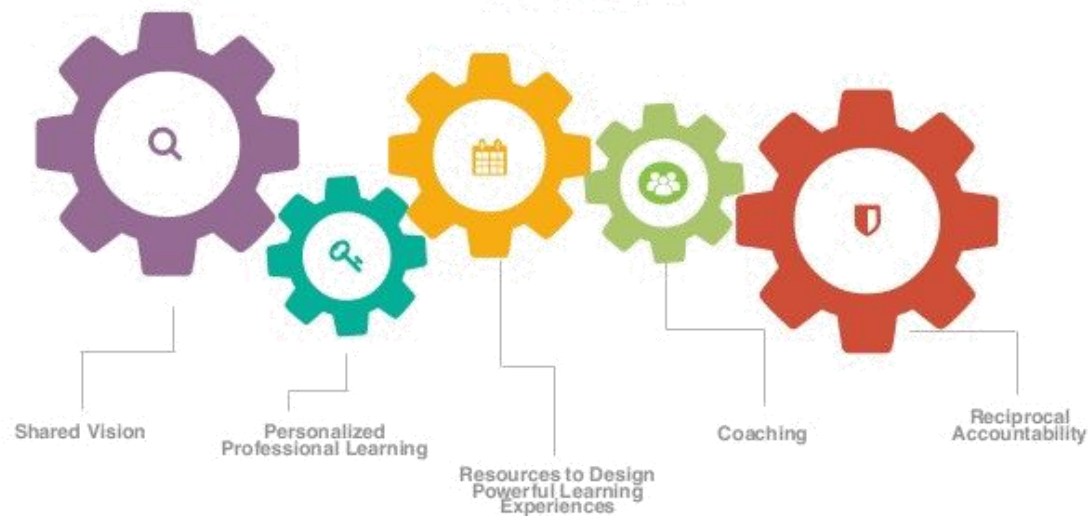 Shared Vision
Personalized
Professional Learning
Resources to Design
Powerful Learning
Experiences
Coaching
Reciprocal
Accountability